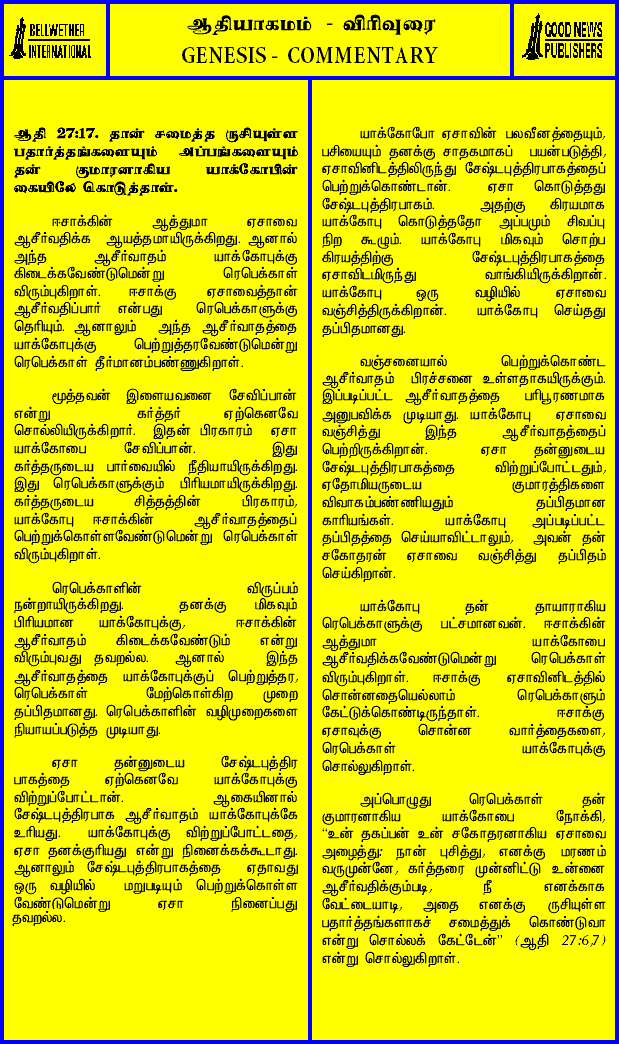 BELLWETHER
INTERNATIONAL
ஆதியாகமம் - விரிவுரை
GENESIS - COMMENTARY
GOOD NEWS
PUBLISHERS
ஆதி 27:17. தான் சமைத்த ருசியுள்ள
பதார்த்தங்களையும் அப்பங்களையும்
தன் குமாரனாகிய யாக்கோபின்
கையிலே கொடுத்தாள்.
ஈசாக்கின் ஆத்துமா ஏசாவை
ஆசீர்வதிக்க ஆயத்தமாயிருக்கிறது. ஆனால்
அந்த ஆசீர்வாதம் யாக்கோபுக்கு
கிடைக்கவேண்டுமென்று ரெபெக்காள்
விரும்புகிறாள். ஈசாக்கு ஏசாவைத்தான்
ஆசீர்வதிப்பார் என்பது ரெபெக்காளுக்கு
தெரியும். ஆனாலும் அந்த ஆசீர்வாதத்தை
யாக்கோபுக்கு பெற்றுத்தரவேண்டுமென்று
ரெபெக்காள் தீர்மானம்பண்ணுகிறாள்.
மூத்தவன் இளையவனை சேவிப்பான்
என்று கர்த்தர் ஏற்கெனவே
சொல்லியிருக்கிறார். இதன் பிரகாரம் ஏசா
யாக்கோபை சேவிப்பான். இது
கர்த்தருடைய பார்வையில் நீதியாயிருக்கிறது.
இது ரெபெக்காளுக்கும் பிரியமாயிருக்கிறது.
கர்த்தருடைய சித்தத்தின் பிரகாரம்,
யாக்கோபு ஈசாக்கின் ஆசீர்வாதத்தைப்
பெற்றுக்கொள்ளவேண்டுமென்று ரெபெக்காள்
விரும்புகிறாள்.
ரெபெக்காளின் விருப்பம்
நன்றாயிருக்கிறது. தனக்கு மிகவும்
பிரியமான யாக்கோபுக்கு, ஈசாக்கின்
ஆசீர்வாதம் கிடைக்கவேண்டும் என்று
விரும்புவது தவறல்ல. ஆனால் இந்த
ஆசீர்வாதத்தை யாக்கோபுக்குப் பெற்றுத்தர,
ரெபெக்காள் மேற்கொள்கிற முறை
தப்பிதமானது. ரெபெக்காளின் வழிமுறைகளை
நியாயப்படுத்த முடியாது.
ஏசா தன்னுடைய சேஷ்டபுத்திர
பாகத்தை ஏற்கெனவே யாக்கோபுக்கு
விற்றுப்போட்டான். ஆகையினால்
சேஷ்டபுத்திரபாக ஆசீர்வாதம் யாக்கோபுக்கே
உரியது. யாக்கோபுக்கு விற்றுப்போட்டதை,
ஏசா தனக்குரியது என்று நினைக்கக்கூடாது.
ஆனாலும் சேஷ்டபுத்திரபாகத்தை ஏதாவது
ஒரு வழியில் மறுபடியும் பெற்றுக்கொள்ள
வேண்டுமென்று ஏசா நினைப்பது
தவறல்ல.
யாக்கோபோ ஏசாவின் பலவீனத்தையும்,
பசியையும் தனக்கு சாதகமாகப் பயன்படுத்தி,
ஏசாவினிடத்திலிருந்து சேஷ்டபுத்திரபாகத்தைப்
பெற்றுக்கொண்டான். ஏசா கொடுத்தது
சேஷ்டபுத்திரபாகம். அதற்கு கிரயமாக
யாக்கோபு கொடுத்ததோ அப்பமும் சிவப்பு
நிற கூழும். யாக்கோபு மிகவும் சொற்ப
கிரயத்திற்கு சேஷ்டபுத்திரபாகத்தை
ஏசாவிடமிருந்து வாங்கியிருக்கிறான்.
யாக்கோபு ஒரு வழியில் ஏசாவை
வஞ்சித்திருக்கிறான். யாக்கோபு செய்தது
தப்பிதமானது.
வஞ்சனையால் பெற்றுக்கொண்ட
ஆசீர்வாதம் பிரச்சனை உள்ளதாகயிருக்கும்.
இப்படிப்பட்ட ஆசீர்வாதத்தை பரிபூரணமாக
அனுபவிக்க முடியாது. யாக்கோபு ஏசாவை
வஞ்சித்து இந்த ஆசீர்வாதத்தைப்
பெற்றிருக்கிறான். ஏசா தன்னுடைய
சேஷ்டபுத்திரபாகத்தை விற்றுப்போட்டதும்,
ஏதோமியருடைய குமாரத்திகளை
விவாகம்பண்ணியதும் தப்பிதமான
காரியங்கள். யாக்கோபு அப்படிப்பட்ட
தப்பிதத்தை செய்யாவிட்டாலும், அவன் தன்
சகோதரன் ஏசாவை வஞ்சித்து தப்பிதம்
செய்கிறான்.
யாக்கோபு தன் தாயாராகிய
ரெபெக்காளுக்கு பட்சமானவன். ஈசாக்கின்
ஆத்துமா யாக்கோபை
ஆசீர்வதிக்கவேண்டுமென்று ரெபெக்காள்
விரும்புகிறாள். ஈசாக்கு ஏசாவினிடத்தில்
சொன்னதையெல்லாம் ரெபெக்காளும்
கேட்டுக்கொண்டிருந்தாள். ஈசாக்கு
ஏசாவுக்கு சொன்ன வார்த்தைகளை,
ரெபெக்காள் யாக்கோபுக்கு
சொல்லுகிறாள்.
அப்பொழுது ரெபெக்காள் தன்
குமாரனாகிய யாக்கோபை நோக்கி,
“உன் தகப்பன் உன் சகோதரனாகிய ஏசாவை
அழைத்து: நான் புசித்து, எனக்கு மரணம்
வருமுன்னே, கர்த்தரை முன்னிட்டு உன்னை
ஆசீர்வதிக்கும்படி, நீ எனக்காக
வேட்டையாடி, அதை எனக்கு ருசியுள்ள
பதார்த்தங்களாகச் சமைத்துக் கொண்டுவா
என்று சொல்லக் கேட்டேன்” (ஆதி 27:6,7)
என்று சொல்லுகிறாள்.